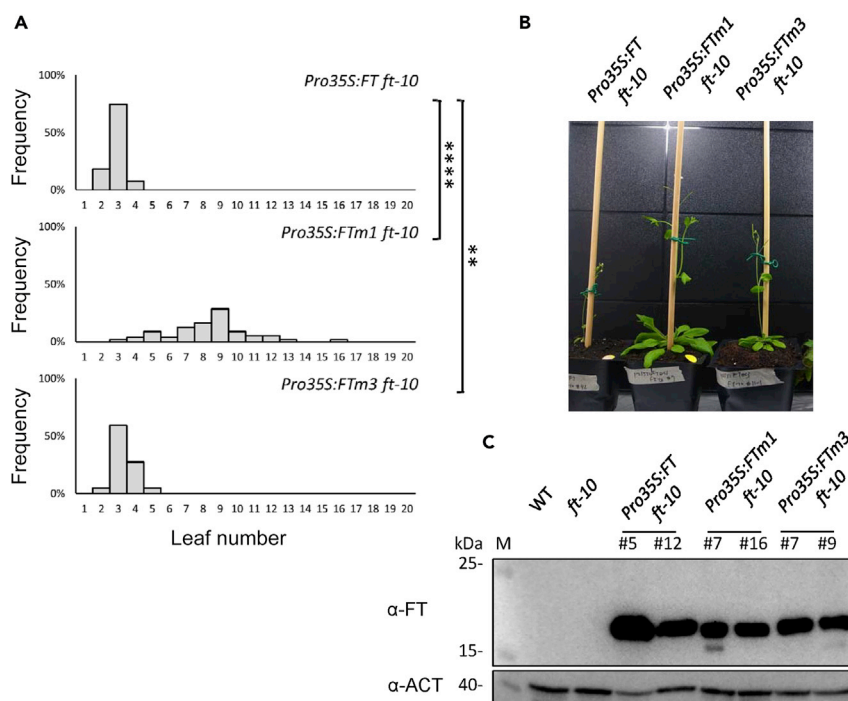 A
Pro35S:FT ft-10
100%
50%
0%
Frequency
1 2 3 4 5 6 7 8 9 10 11 12 13 14 15 16 17 18 19 20
****
Pro35S:FTm1 ft-10
100%
50%
0%
Frequency
1 2 3 4 5 6 7 8 9 10 11 12 13 14 15 16 17 18 19 20
**
Pro35S:FTm3 ft-10
100%
50%
0%
Frequency
1 2 3 4 5 6 7 8 9 10 11 12 13 14 15 16 17 18 19 20
Leaf number
B
Pro35S:FT
ft-10
Pro35S:FTm1
ft-10
Pro35S:FTm3
ft-10
C
WT
ft-10
Pro35S:FT
ft-10
Pro35S:FTm1
ft-10
Pro35S:FTm3
ft-10
kDa M #5 #12 #7 #16 #7 #9
25-
α-FT
15-
α-ACT 40-